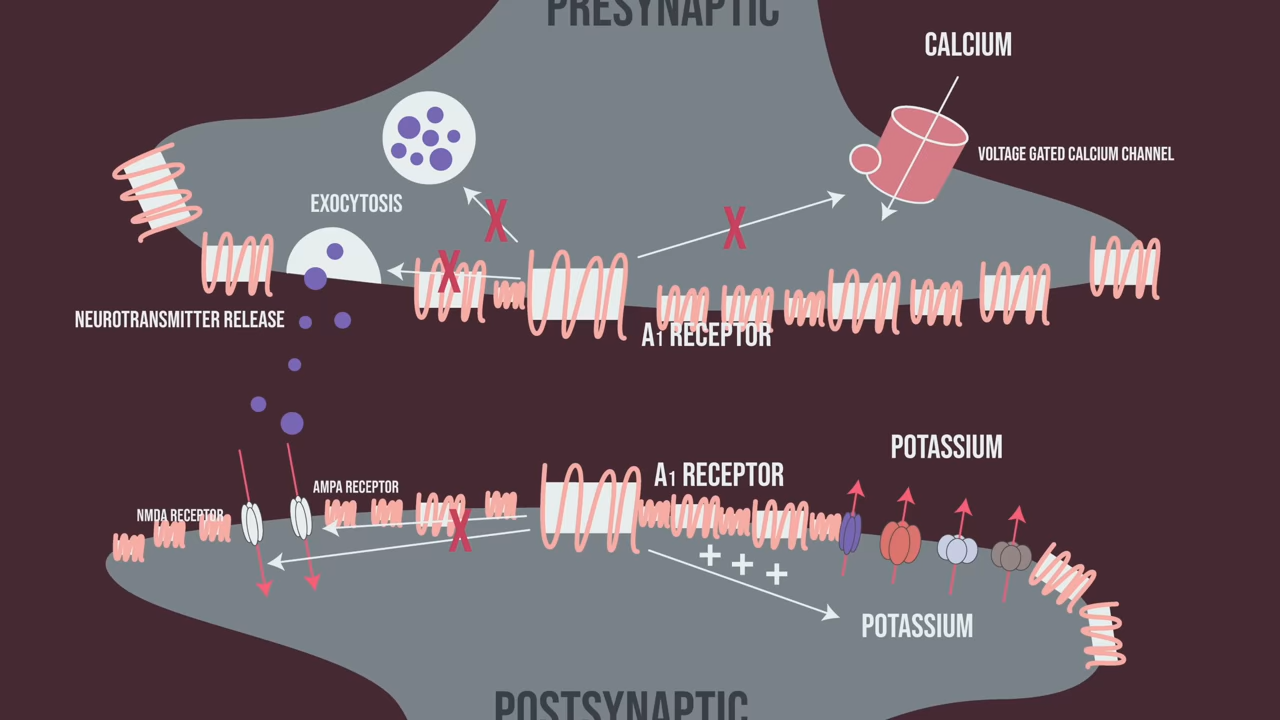 PRESYNAPTIC
CALCIUM
VOLTAGE GATED CALCIUM CHANNEL
EXOCYTOSIS
X
X
X
NEUROTRANSMITTER RELEASE
A1 RECEPTOR
POTASSIUM
A1 RECEPTOR
AMPA RECEPTOR
NMDA RECEPTOR
X
+ + +
POTASSIUM
POSTSYNAPTIC